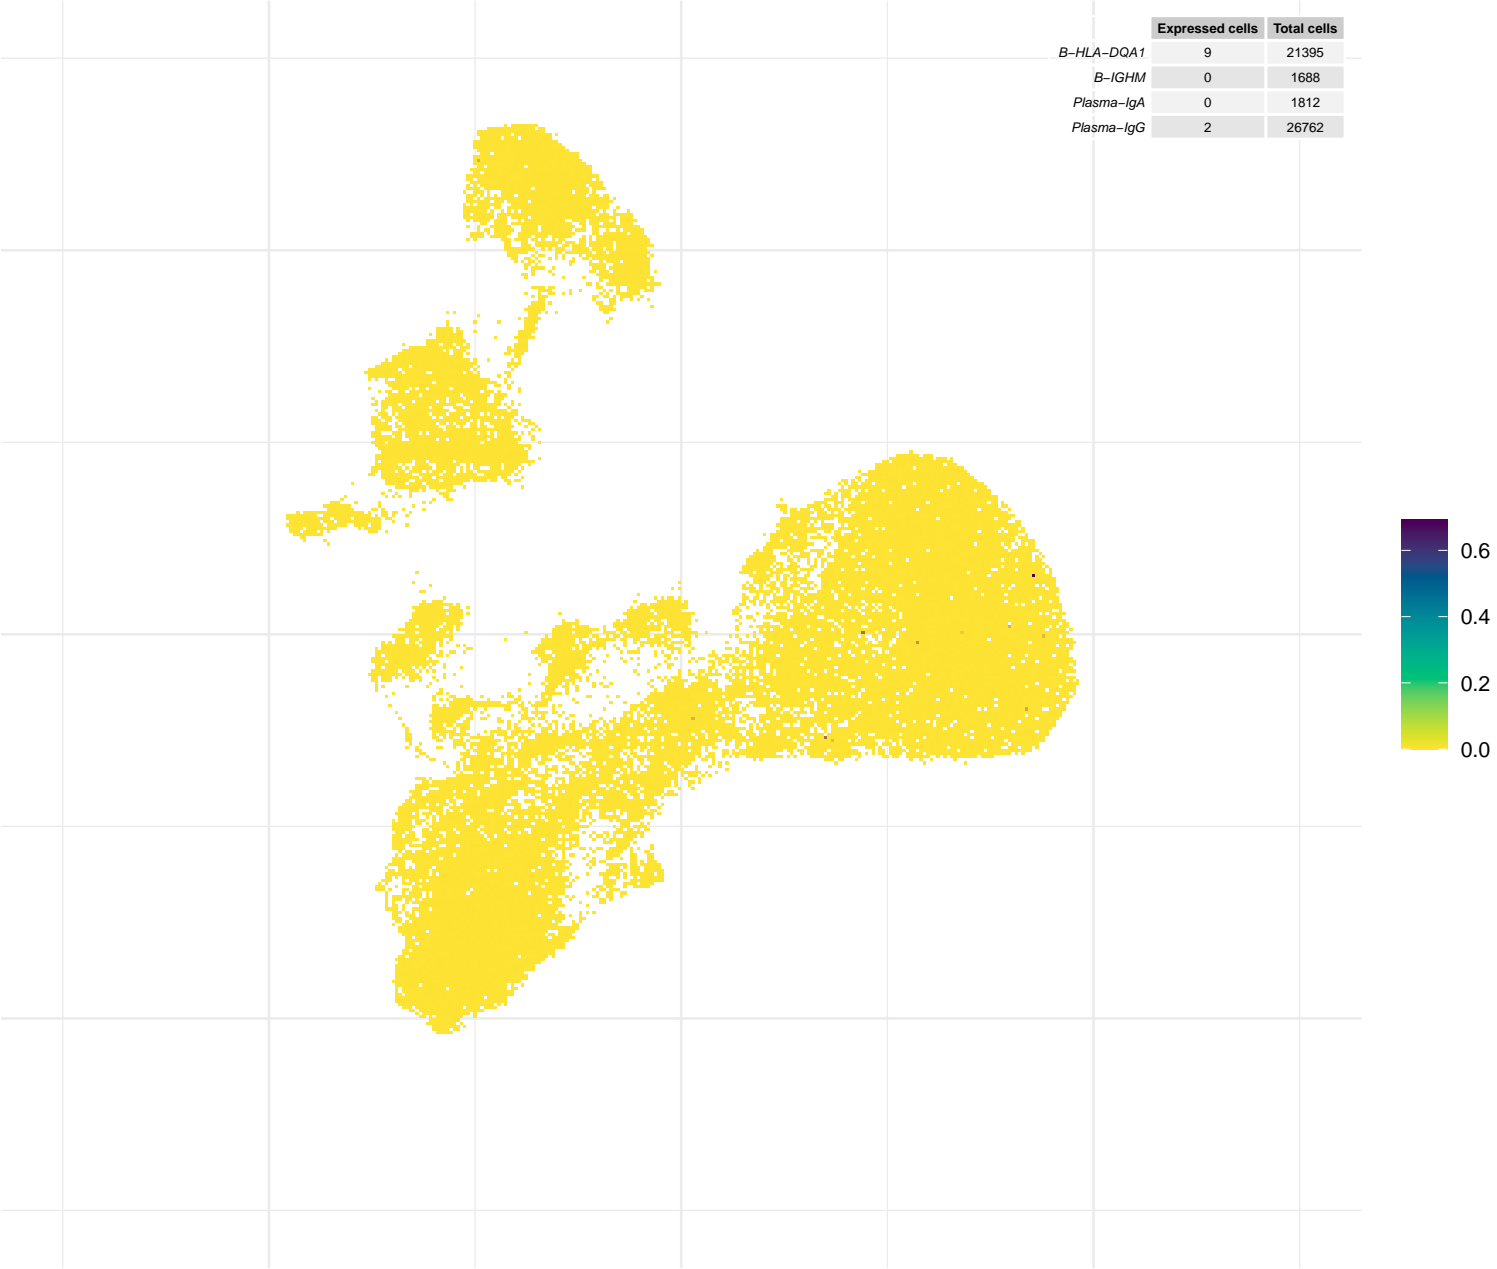 Expressed cells Total cells
B−HLA−DQA1 9 21395
B−IGHM 0 1688
Plasma−IgA 0 1812
Plasma−IgG 2 26762
0.6
0.4
0.2
0.0